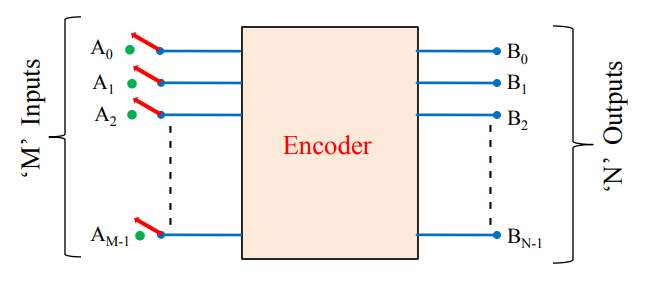 ‘M’ Inputs
A0
A1
A2
AM-1
Encoder
B0
B1
B2
BN-1
‘N’ Outputs